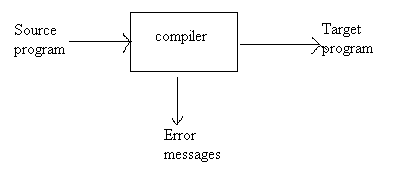 Source
program
compiler
Target
program
Error
messages